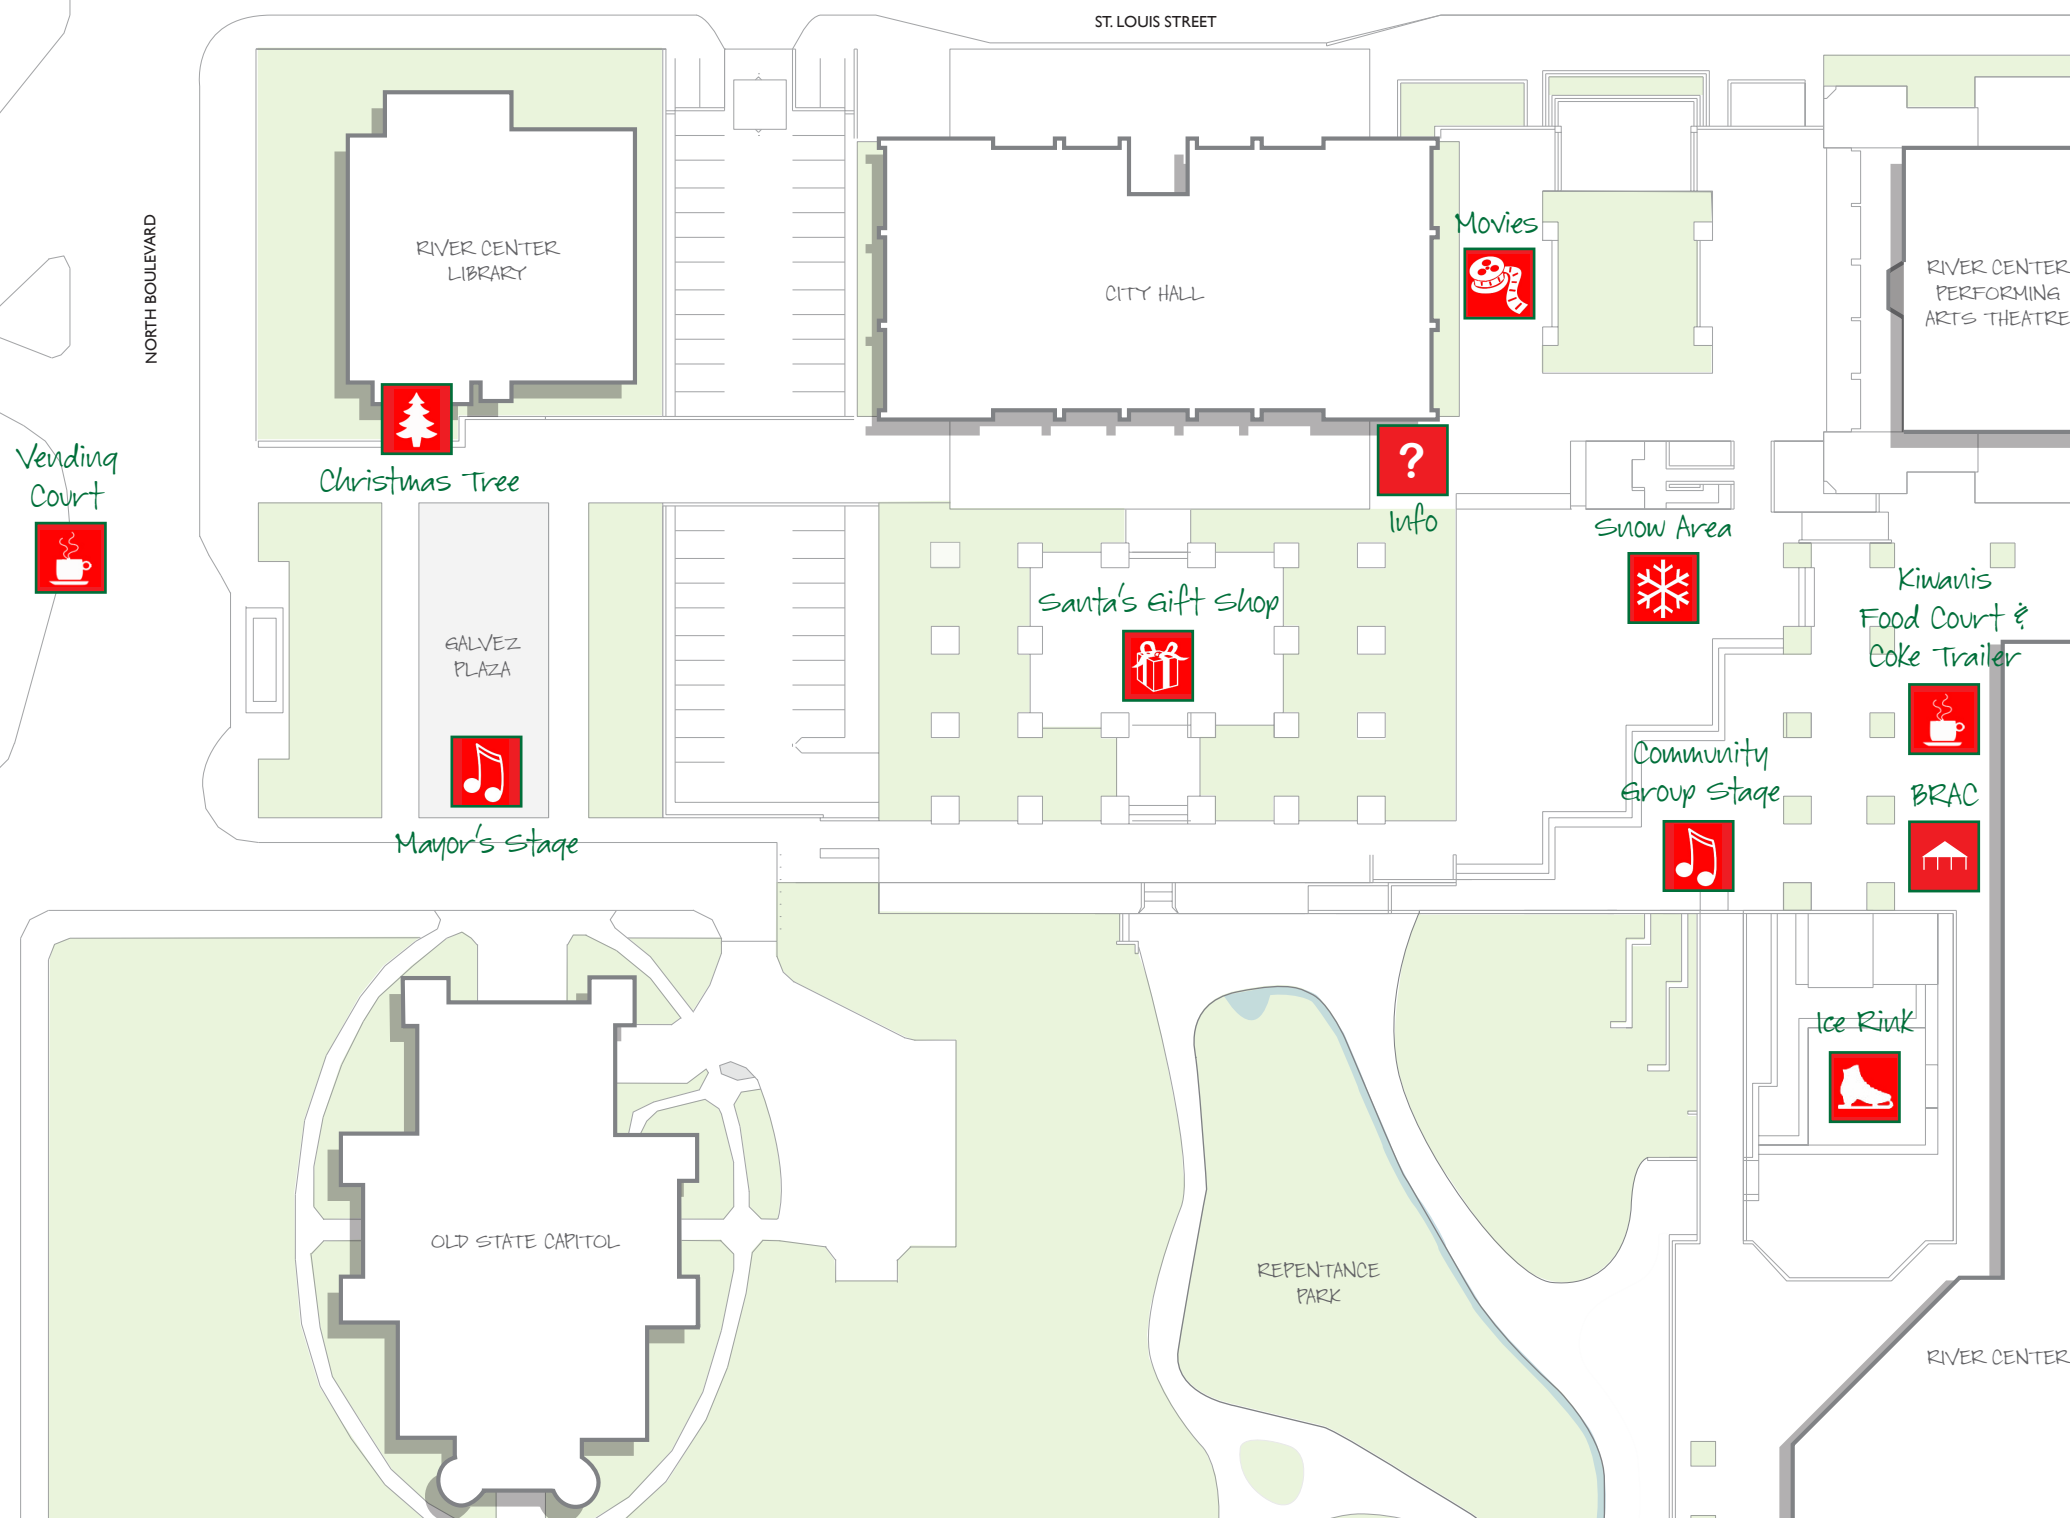 ST. LOUIS STREET
NORTH BOULEVARD
RIVER CENTER
LIBRARY
CITY HALL
Movies
RIVER CENTER
PERFORMING
ARTS THEATRE
Vending
Court
Christmas Tree
?
Info
Snow Area
Santa's Gift Shop
Kiwanis
Food Court &
Coke Trailer
GALVEZ
PLAZA
Mayor's Stage
Community
Group Stage
BRAC
Ice Rink
OLD STATE CAPITOL
REPENTANCE
PARK
RIVER CENTER